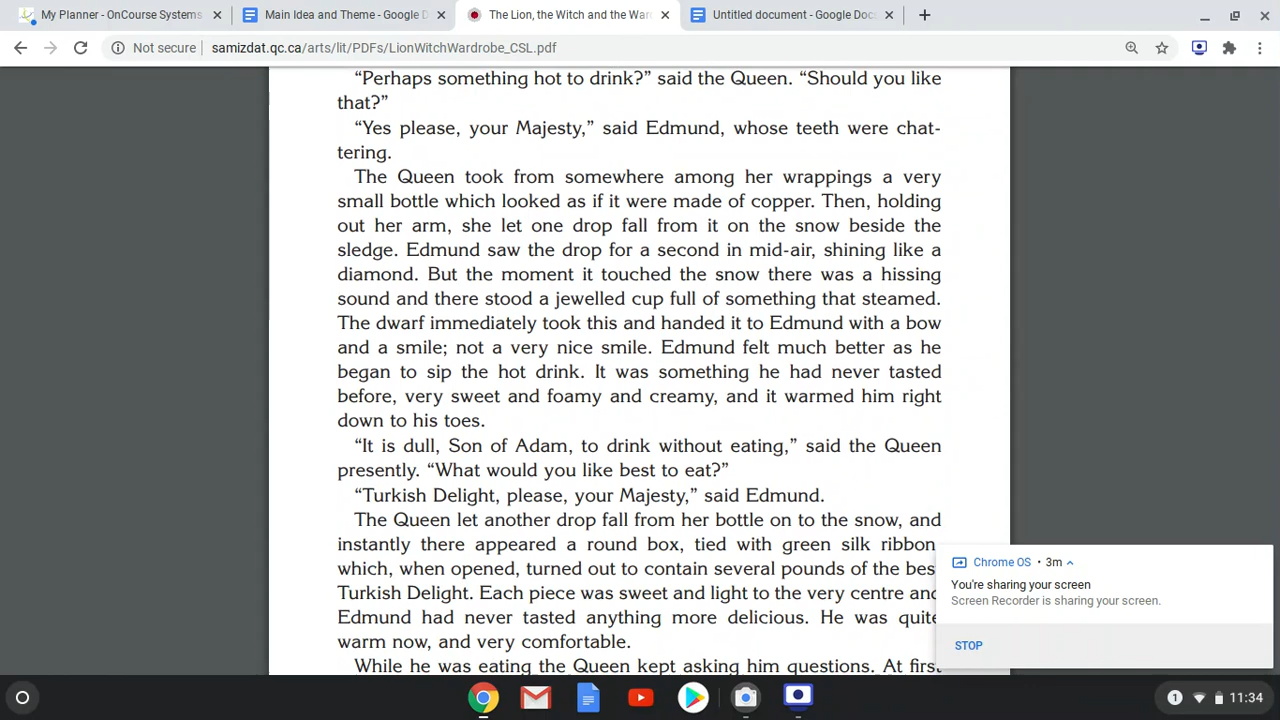 My Planner - OnCourse Systems
Main Idea and Theme - Google D
The Lion, the Witch and the War
Untitled document - Google Docs
Not secure
samizdat.qc.ca/arts/lit/PDFs/LionWitchWardrobe_CSL.pdf
“Perhaps something hot to drink?” said the Queen. “Should you like
that?”
“Yes please, your Majesty,” said Edmund, whose teeth were chat-
tering.
The Queen took from somewhere among her wrappings a very
small bottle which looked as if it were made of copper. Then, holding
out her arm, she let one drop fall from it on the snow beside the
sledge. Edmund saw the drop for a second in mid-air, shining like a
diamond. But the moment it touched the snow there was a hissing
sound and there stood a jewelled cup full of something that steamed.
The dwarf immediately took this and handed it to Edmund with a bow
and a smile; not a very nice smile. Edmund felt much better as he
began to sip the hot drink. It was something he had never tasted
before, very sweet and foamy and creamy, and it warmed him right
down to his toes.
“It is dull, Son of Adam, to drink without eating,” said the Queen
presently. “What would you like best to eat?”
“Turkish Delight, please, your Majesty,” said Edmund.
The Queen let another drop fall from her bottle on to the snow, and
instantly there appeared a round box, tied with green silk ribbon,
which, when opened, turned out to contain several pounds of the best
Turkish Delight. Each piece was sweet and light to the very centre and
Edmund had never tasted anything more delicious. He was quite
warm now, and very comfortable.
While he was eating the Queen kept asking him questions. At first
Chrome OS • 3m
You're sharing your screen
Screen Recorder is sharing your screen.
STOP
1
11:34